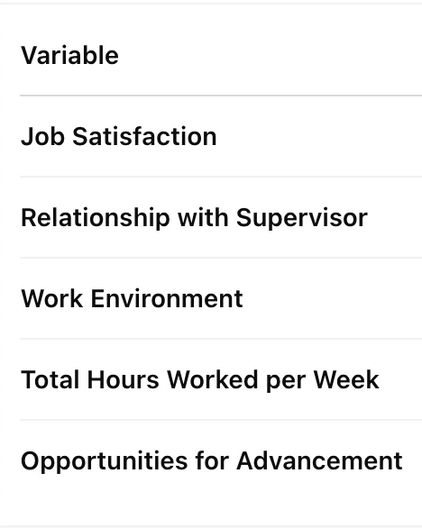 Variable
Job Satisfaction
Relationship with Supervisor
Work Environment
Total Hours Worked per Week
Opportunities for Advancement